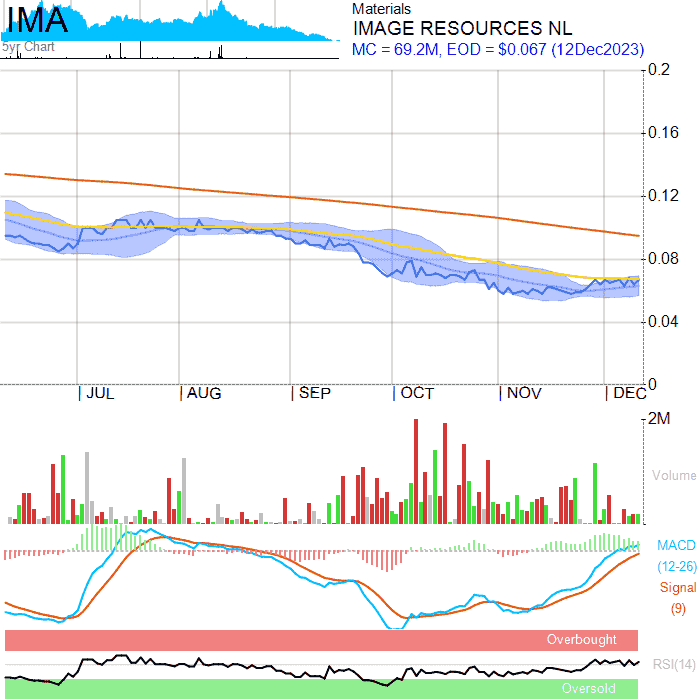 IMA
5yr Chart
Materials
IMAGE RESOURCES NL
MC = 69.2M, EOD = $0.067 (12Dec2023)
0.2
0.16
0.12
0.08
0.04
0
| JUL | AUG | SEP | OCT | NOV | DEC
2M
Volume
MACD
(12-26)
Signal
(9)
Overbought
RSI(14)
Oversold